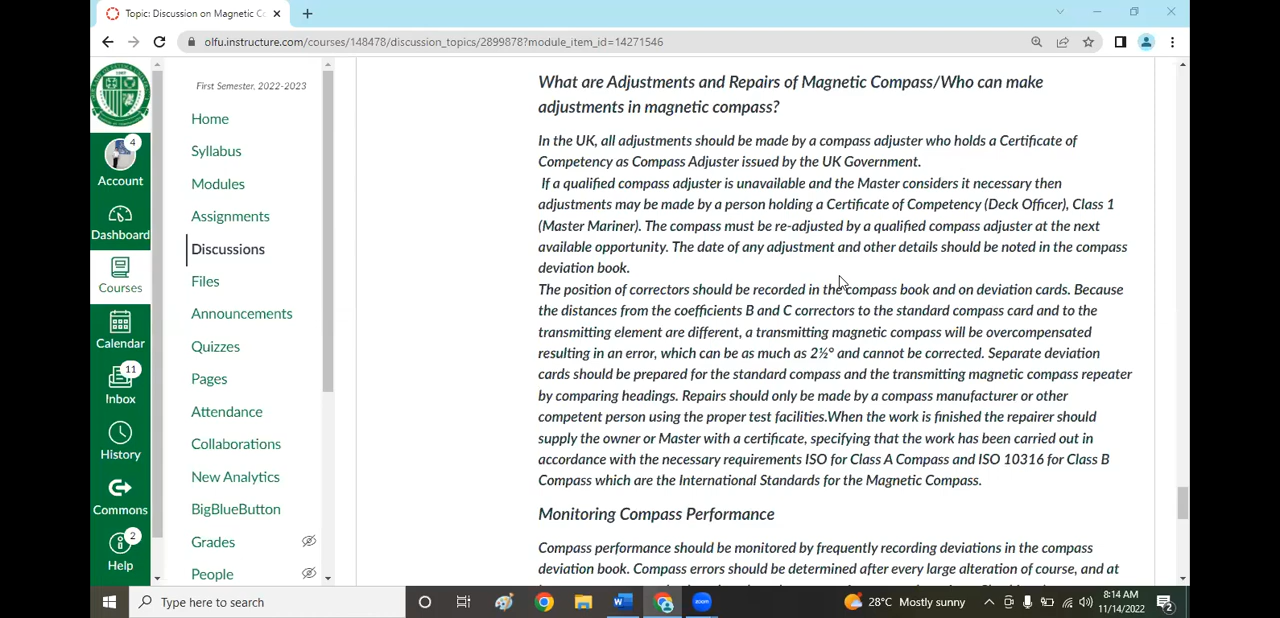 Topic: Discussion on Magnetic C
olfu.instructure.com/courses/148478/discussion_topics/2899878?module_item_id=14271546
4
Account
Dashboard
Courses
Calendar
11
Inbox
History
Commons
2
Help
First Semester, 2022-2023
Home
Syllabus
Modules
Assignments
Discussions
Files
Announcements
Quizzes
Pages
Attendance
Collaborations
New Analytics
BigBlueButton
Grades
People
What are Adjustments and Repairs of Magnetic Compass/Who can make
adjustments in magnetic compass?
In the UK, all adjustments should be made by a compass adjuster who holds a Certificate of
Competency as Compass Adjuster issued by the UK Government.
If a qualified compass adjuster is unavailable and the Master considers it necessary then
adjustments may be made by a person holding a Certificate of Competency (Deck Officer), Class 1
(Master Mariner). The compass must be re-adjusted by a qualified compass adjuster at the next
available opportunity. The date of any adjustment and other details should be noted in the compass
deviation book.
The position of correctors should be recorded in the compass book and on deviation cards. Because
the distances from the coefficients B and C correctors to the standard compass card and to the
transmitting element are different, a transmitting magnetic compass will be overcompensated
resulting in an error, which can be as much as 2½° and cannot be corrected. Separate deviation
cards should be prepared for the standard compass and the transmitting magnetic compass repeater
by comparing headings. Repairs should only be made by a compass manufacturer or other
competent person using the proper test facilities.When the work is finished the repairer should
supply the owner or Master with a certificate, specifying that the work has been carried out in
accordance with the necessary requirements ISO for Class A Compass and ISO 10316 for Class B
Compass which are the International Standards for the Magnetic Compass.
Monitoring Compass Performance
Compass performance should be monitored by frequently recording deviations in the compass
deviation book. Compass errors should be determined after every large alteration of course, and at
Type here to search
zoom
28°C Mostly sunny
8:14 AM
11/14/2022
2